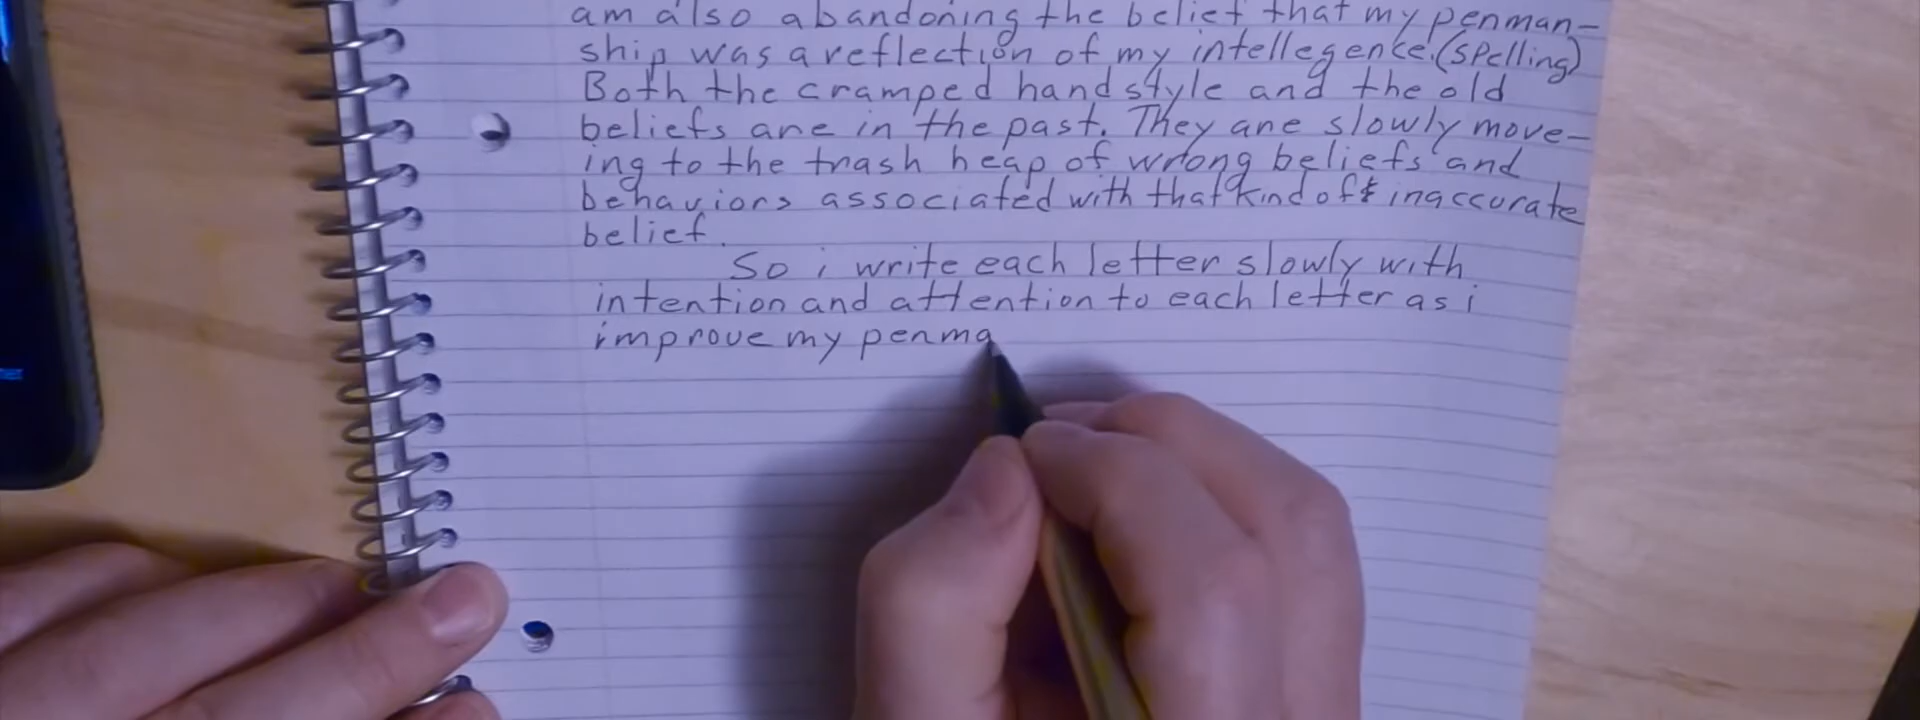 am also abandoning the belief that my penman-
ship was a reflection of my intellegence. (spelling)
Both the cramped hand style and the old
beliefs are in the past. They are slowly move-
ing to the trash heap of wrong beliefs and
behaviors associated with that kind of inaccurate
belief.
So i write each letter slowly with
intention and attention to each letter as i
improve my penma